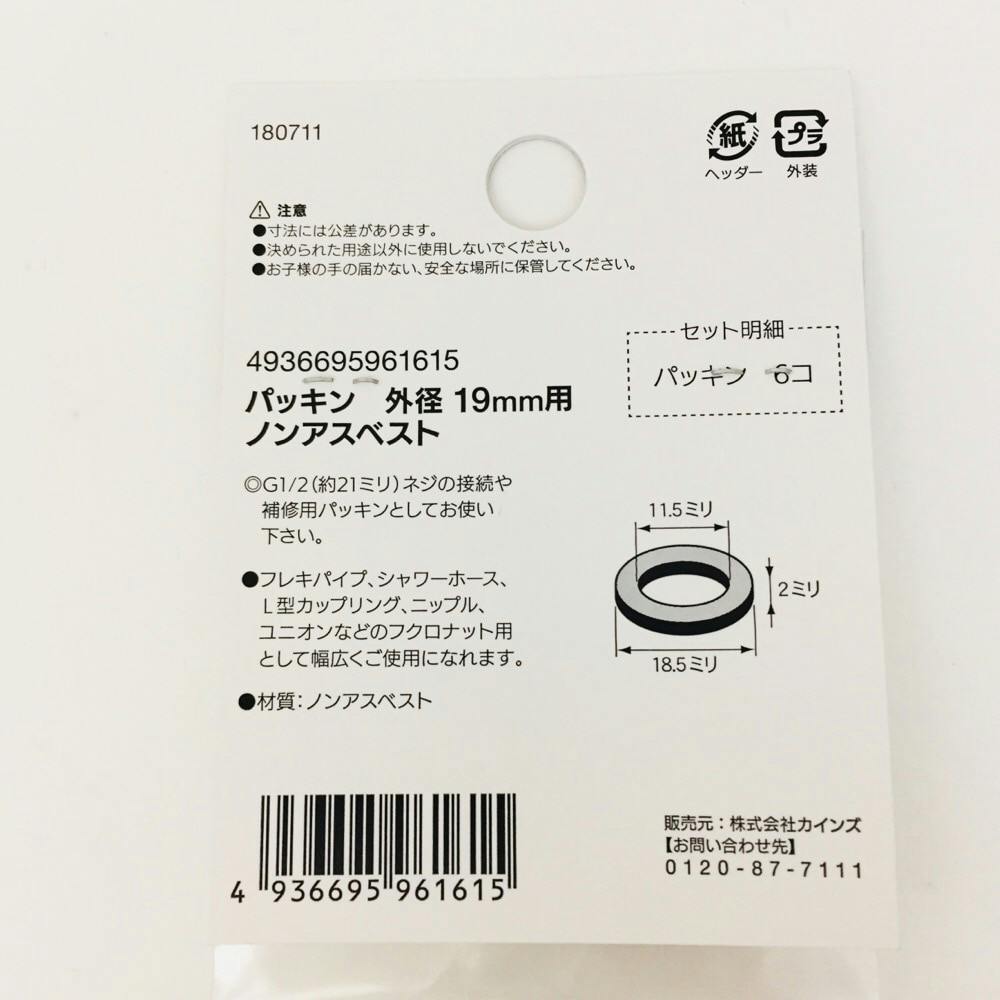 180711
紙
ヘッダー
プラ
外装
注意
●寸法には公差があります。
●決められた用途以外に使用しないでください。
●お子様の手の届かない、安全な場所に保管してください。
セット明細
パッキン 6コ
4936695961615
パッキン 外径 19mm用
ノンアスベスト
◎G1/2(約21ミリ)ネジの接続や
補修用パッキンとしてお使い
下さい。
●フレキパイプ、シャワーホース、
L型カップリング、ニップル、
ユニオンなどのフクロナット用
として幅広くご使用になれます。
●材質:ノンアスベスト
11.5ミリ
2ミリ
18.5ミリ
4 936695 961615
販売元:株式会社カインズ
【お問い合わせ先】
0120-87-7111